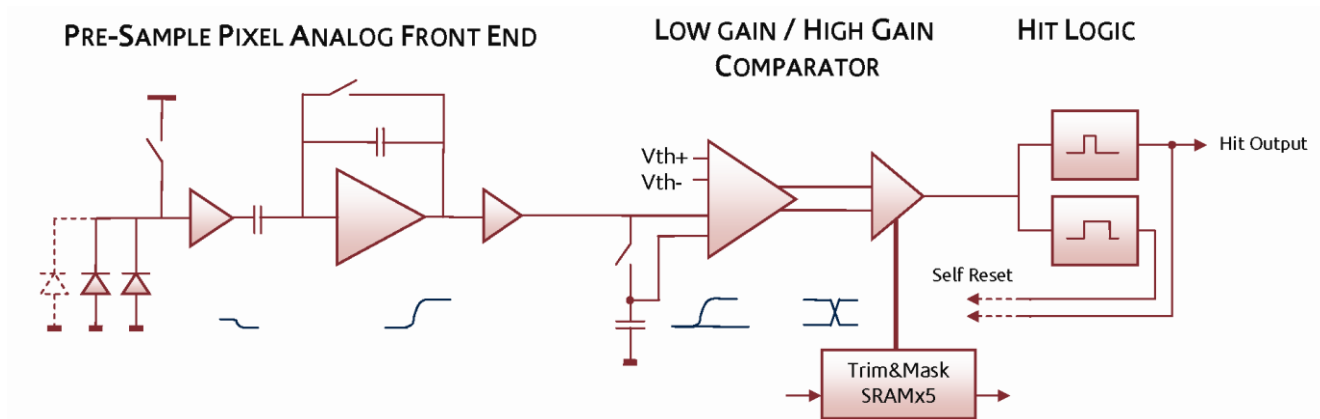 PRE-SAMPLE PIXEL ANALOG FRONT END
LOW GAIN / HIGH GAIN
COMPARATOR
HIT LOGIC
Vth+
Vth-
Hit Output
Self Reset
Trim&Mask
SRAMx5